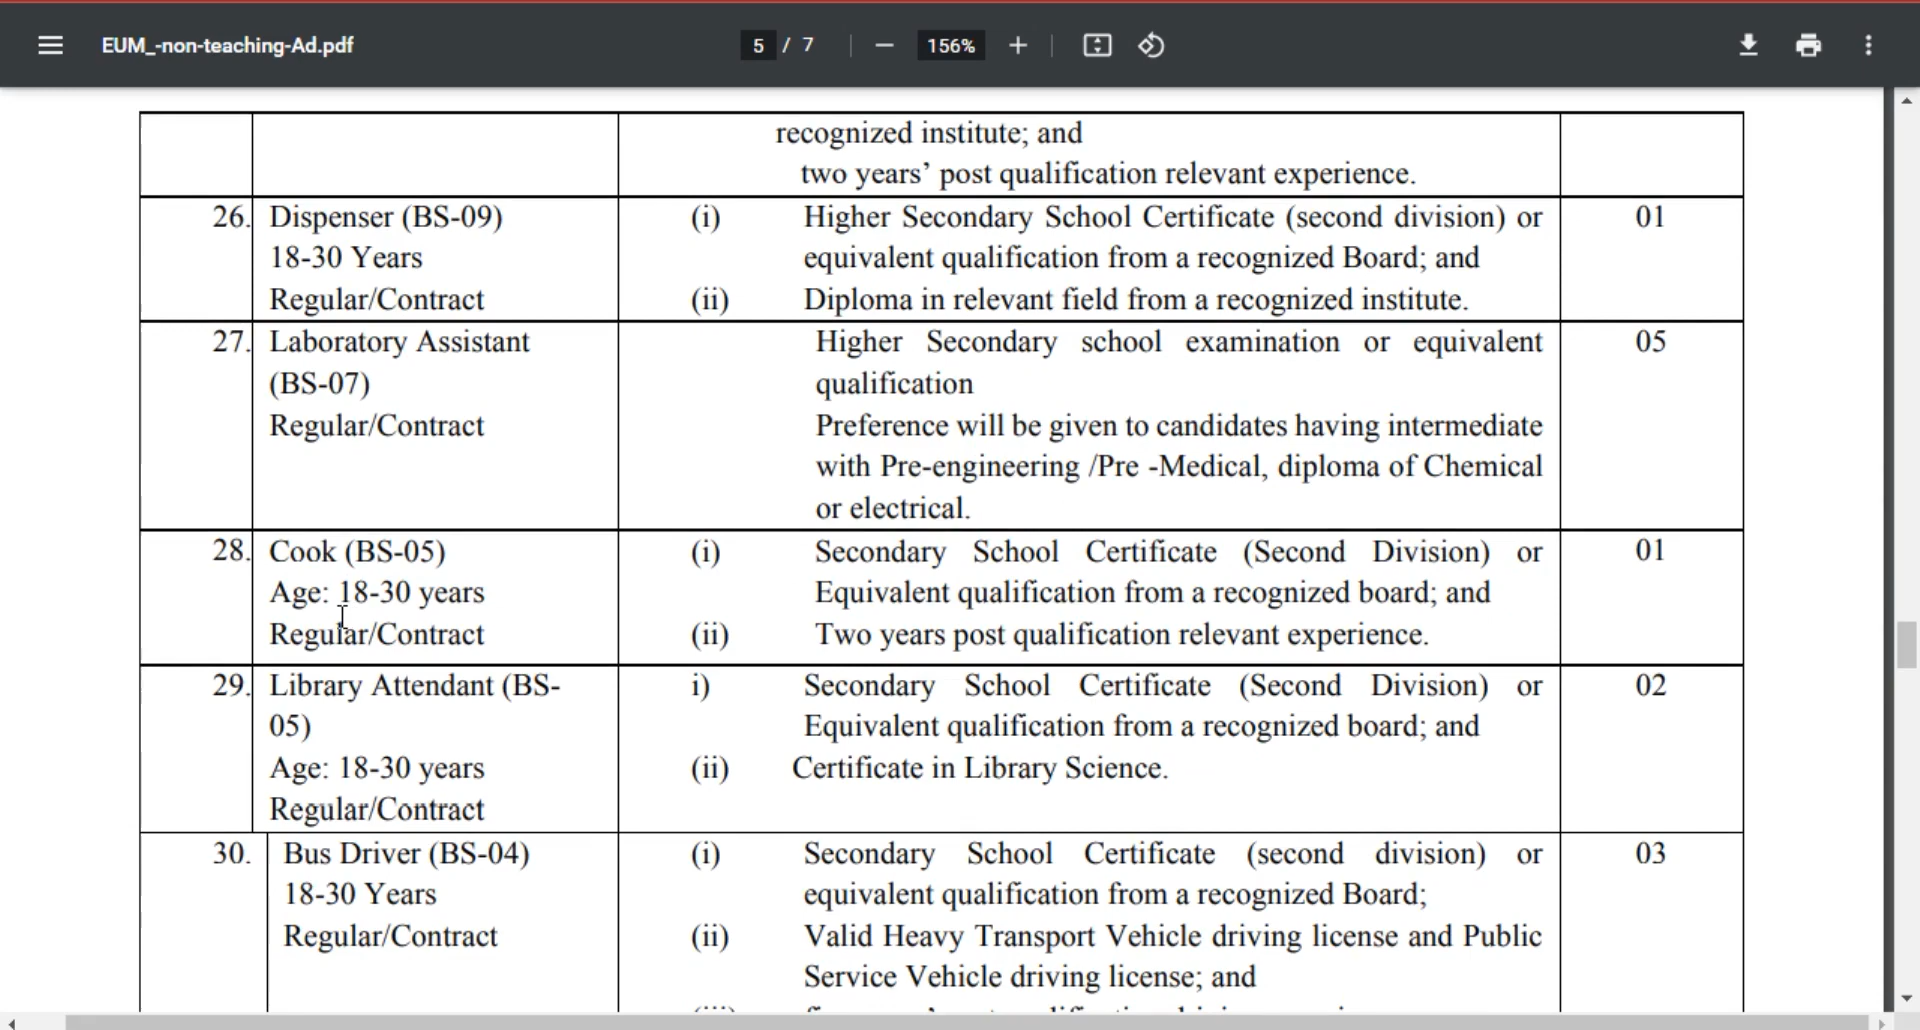 EUM_-non-teaching-Ad.pdf
5 / 7
156%
recognized institute; and
two years’ post qualification relevant experience.
26. Dispenser (BS-09) (i) Higher Secondary School Certificate (second division) or 01
18-30 Years equivalent qualification from a recognized Board; and
Regular/Contract (ii) Diploma in relevant field from a recognized institute.
27. Laboratory Assistant Higher Secondary school examination or equivalent 05
(BS-07) qualification
Regular/Contract Preference will be given to candidates having intermediate
with Pre-engineering /Pre -Medical, diploma of Chemical
or electrical.
28. Cook (BS-05) (i) Secondary School Certificate (Second Division) or 01
Age: 18-30 years Equivalent qualification from a recognized board; and
Regular/Contract (ii) Two years post qualification relevant experience.
29. Library Attendant (BS- i) Secondary School Certificate (Second Division) or 02
05) Equivalent qualification from a recognized board; and
Age: 18-30 years (ii) Certificate in Library Science.
Regular/Contract
30. Bus Driver (BS-04) (i) Secondary School Certificate (second division) or 03
18-30 Years equivalent qualification from a recognized Board;
Regular/Contract (ii) Valid Heavy Transport Vehicle driving license and Public
Service Vehicle driving license; and